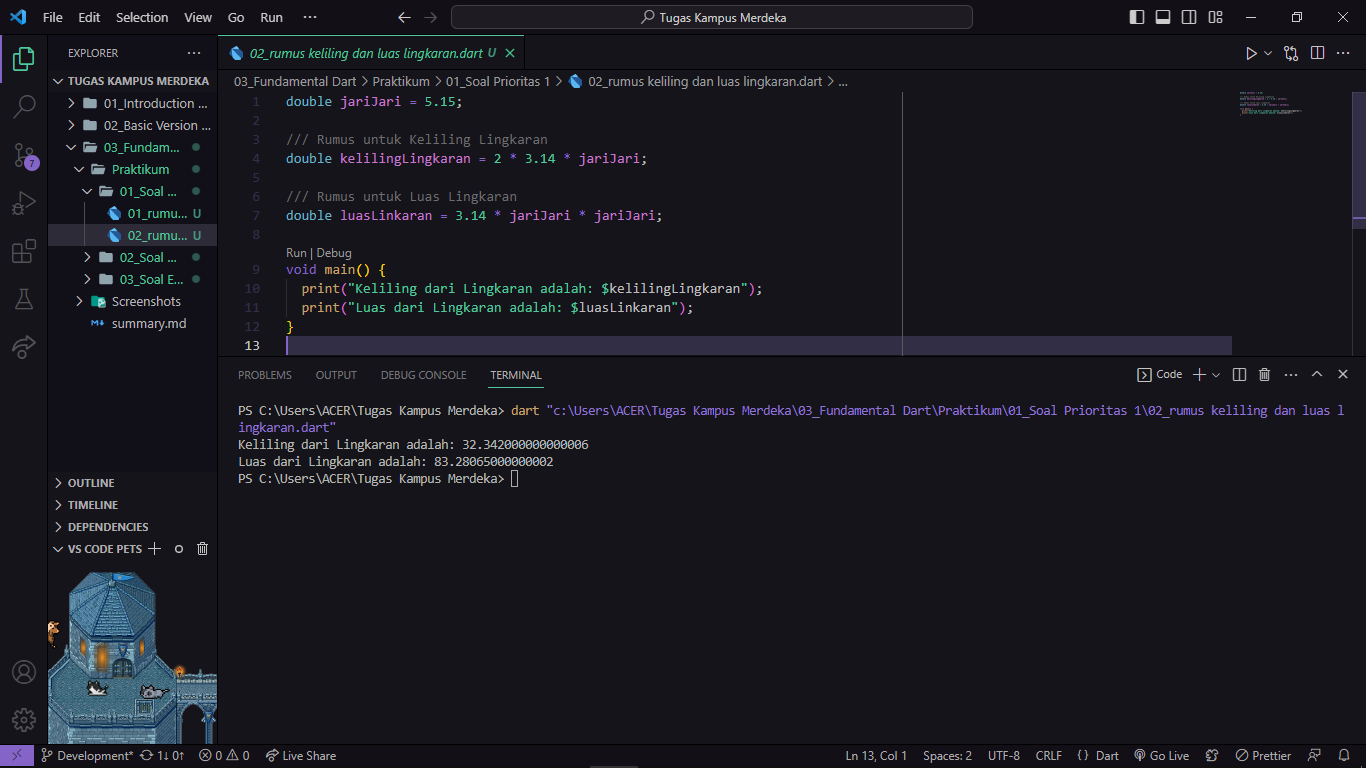 File Edit Selection View Go Run ··· Tugas Kampus Merdeka
EXPLORER ···
TUGAS KAMPUS MERDEKA
01_Introduction ...
02_Basic Version ...
03_Fundam...
Praktikum
01_Soal ...
01_rumu... U
02_rumu... U
02_Soal ...
03_Soal E...
Screenshots
summary.md
OUTLINE
TIMELINE
DEPENDENCIES
VS CODE PETS
7
02_rumus keliling dan luas lingkaran.dart U
03_Fundamental Dart > Praktikum > 01_Soal Prioritas 1 > 02_rumus keliling dan luas lingkaran.dart > ...
1 double jariJari = 5.15;
2
3 /// Rumus untuk Keliling Lingkaran
4 double kelilingLingkaran = 2 * 3.14 * jariJari;
5
6 /// Rumus untuk Luas Lingkaran
7 double luasLinkaran = 3.14 * jariJari * jariJari;
8
Run | Debug
9 void main() {
10 print("Keliling dari Lingkaran adalah: $kelilingLingkaran");
11 print("Luas dari Lingkaran adalah: $luasLinkaran");
12 }
13
PROBLEMS OUTPUT DEBUG CONSOLE TERMINAL Code
PS C:\Users\ACER\Tugas Kampus Merdeka> dart "c:\Users\ACER\Tugas Kampus Merdeka\03_Fundamental Dart\Praktikum\01_Soal Prioritas 1\02_rumus keliling dan luas l
ingkaran.dart"
Keliling dari Lingkaran adalah: 32.342000000000006
Luas dari Lingkaran adalah: 83.28065000000002
PS C:\Users\ACER\Tugas Kampus Merdeka>
Development* 1↓ 0↑ 0 0 Live Share Ln 13, Col 1 Spaces: 2 UTF-8 CRLF {} Dart Go Live Prettier